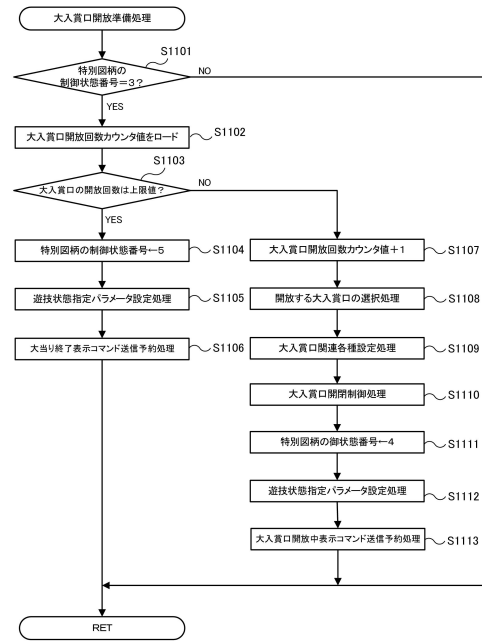 大入賞口開放準備処理
S1101
特別図柄の
制御状態番号＝3？
NO
YES
大入賞口開放回数カウンタ値をロード
S1102
S1103
大入賞口の開放回数は上限値？
NO
YES
特別図柄の制御状態番号←5
S1104
遊技状態指定パラメータ設定処理
S1105
大当り終了表示コマンド送信予約処理
S1106
大入賞口開放回数カウンタ値＋1
S1107
開放する大入賞口の選択処理
S1108
大入賞口関連各種設定処理
S1109
大入賞口開閉制御処理
S1110
特別図柄の御状態番号←4
S1111
遊技状態指定パラメータ設定処理
S1112
大入賞口開放中表示コマンド送信予約処理
S1113
RET